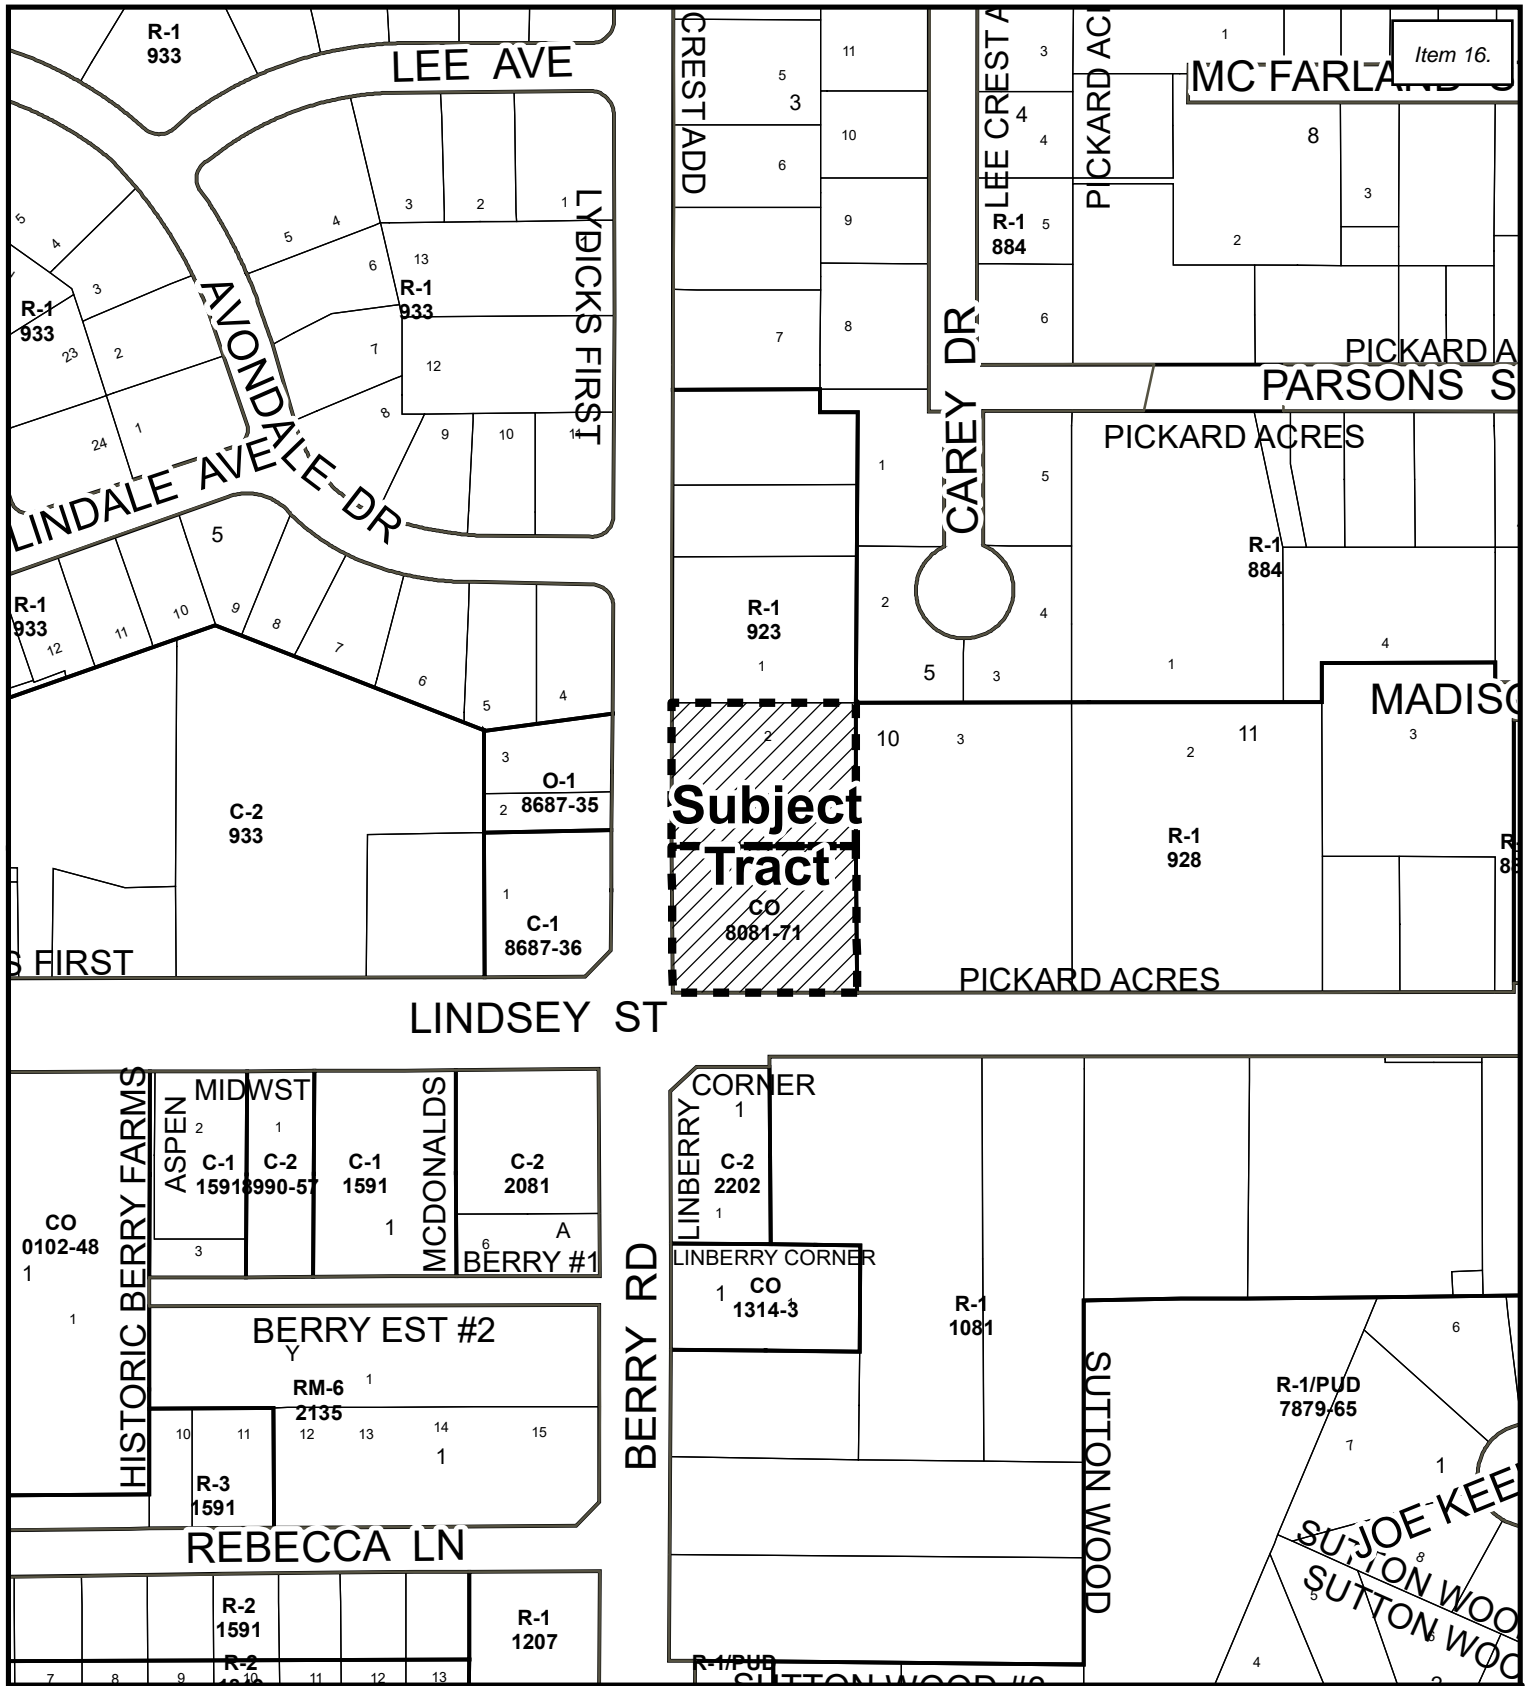 R-1
933
LEE AVE
CREST ADD
5
3
6
7
11
10
9
8
LEE CREST A
3
4
4
R-1
884
5
6
PICKARD AC
1
Item 16.
MC FARLAND S
8
3
2
PICKARD A
PARSONS S
PICKARD ACRES
CAREY DR
5
4
3
R-1
933
23
2
24
1
AVONDALE DR
LINDALE AVE
5
4
3
2
1
6
13
R-1
933
7
12
8
9
10
11
LYDICKS FIRST
1
1
2
5
3
5
4
R-1
884
1
4
R-1
923
1
5
R-1
933
12
11
10
9
8
7
6
5
4
MADISO
3
C-2
933
3
O-1
8687-35
2
1
C-1
8687-36
S FIRST
2
Subject
Tract
CO
8081-71
10
3
11
2
R-1
928
PICKARD ACRES
LINDSEY ST
HISTORIC BERRY FARMS
CO
0102-48
1
1
ASPEN
MIDWST
2
C-1
1591
3
1
C-2
8990-57
C-1
1591
1
MCDONALDS
C-2
2081
A
6
BERRY #1
BERRY RD
CORNER
1
LINBERRY
C-2
2202
1
LINBERRY CORNER
1
CO
1314-3
1
R-1
1081
BERRY EST #2
Y
1
RM-6
2135
10
11
12
13
14
15
1
R-3
1591
REBECCA LN
R-2
1591
R-2
7
8
9
10
11
12
13
R-1
1207
R-1/PUD
SUTTON WOOD #2
SUTTON WOOD
R-1/PUD
7879-65
6
7
1
JOE KEE
SUTTON WOO
8
SUTTON WOO
5
6
4
2